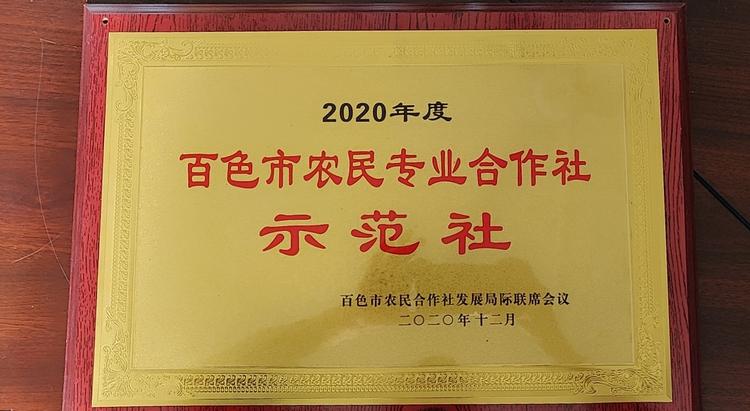 2020年度
百色市农民专业合作社
示范社
百色市农民合作社发展局际联席会议
二〇二〇年十二月